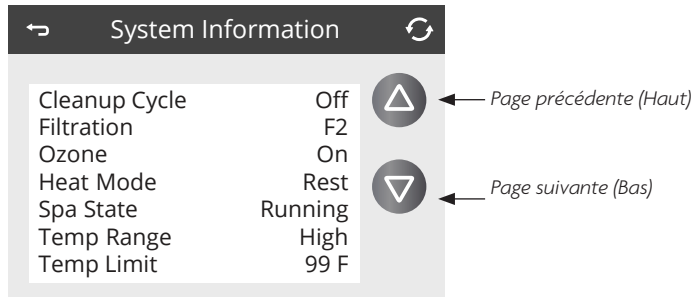 System Information
Cleanup Cycle Off
Filtration F2
Ozone On
Heat Mode Rest
Spa State Running
Temp Range High
Temp Limit 99 F
Page précédente (Haut)
Page suivante (Bas)